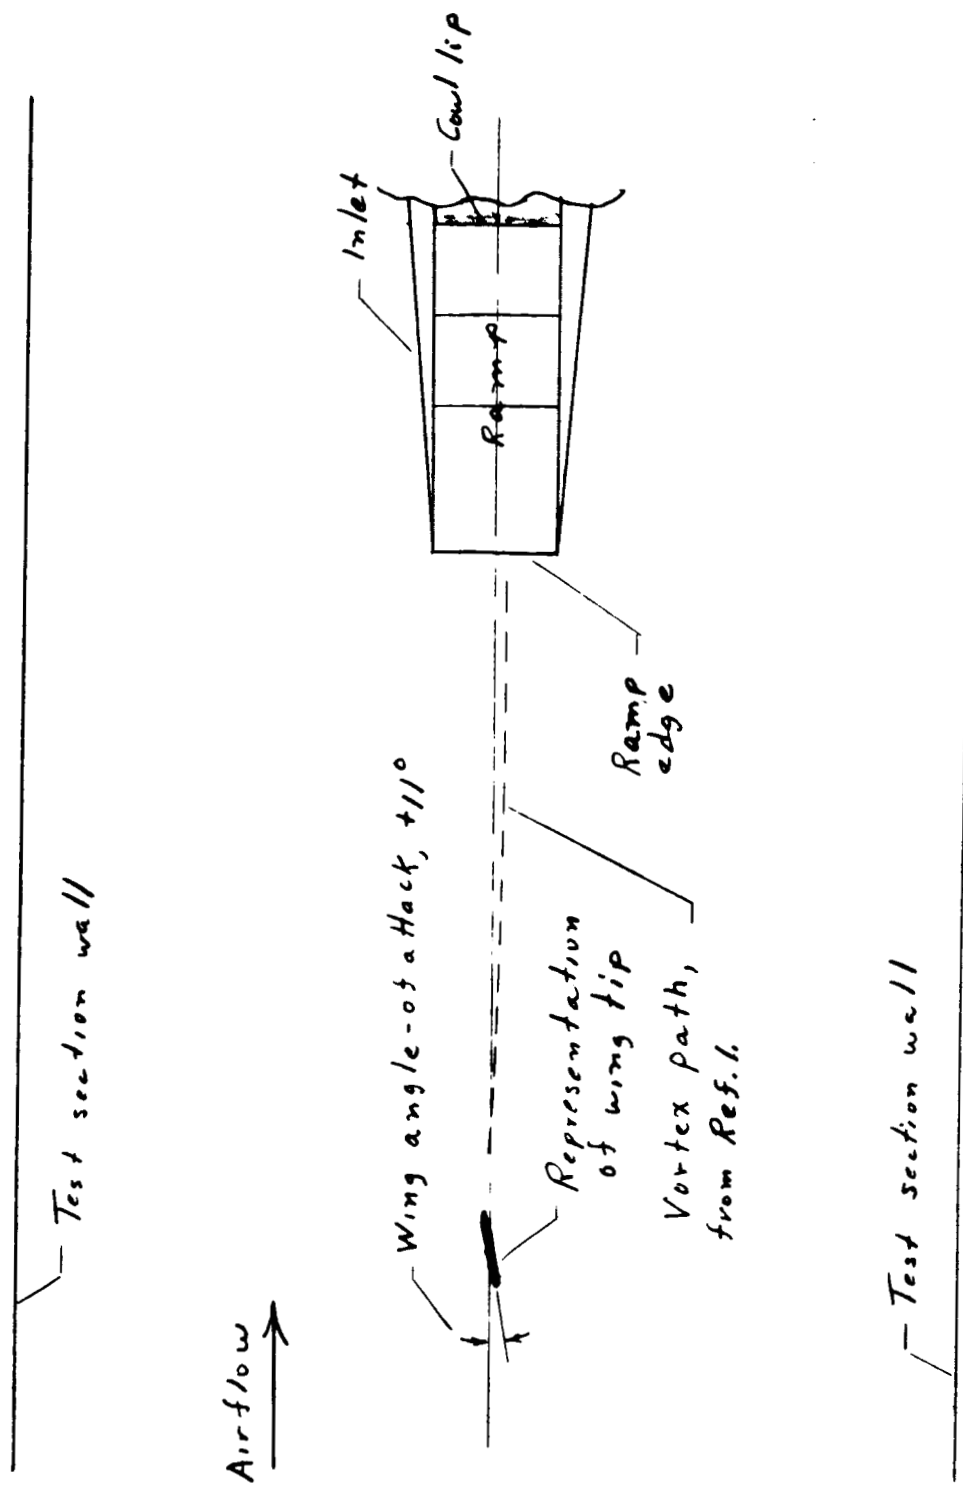 Test section wall
Airflow
Wing angle-of attack, +11°
Inlet
Cowl lip
Ramp
Ramp
edge
Representation
of wing tip
Vortex path,
from Ref. 1.
Test section wall